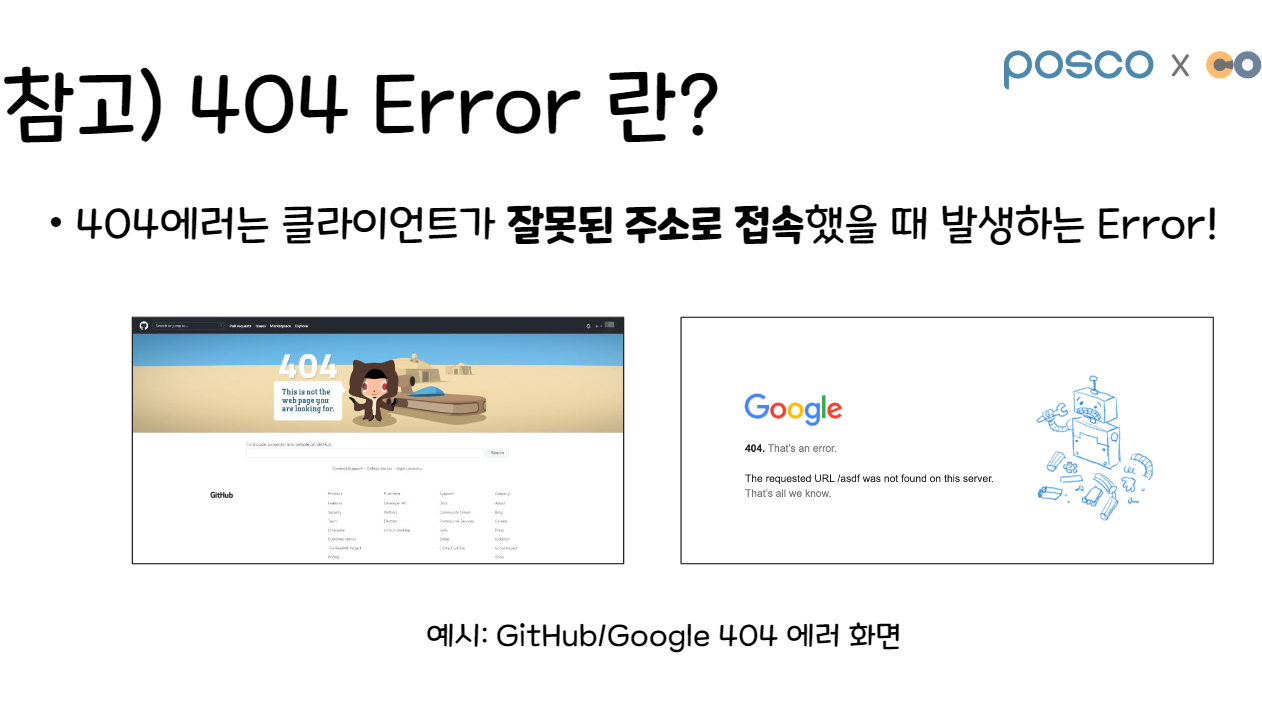 posco x co
참고) 404 Error 란?
• 404에러는 클라이언트가 잘못된 주소로 접속했을 때 발생하는 Error!
Search or jump to...
Pull requests Issues Marketplace Explore
404
This is not the
web page you
are looking for.
Find code, projects, and people on GitHub:
Search
Contact Support — GitHub Status — @githubstatus
GitHub
Product
Features
Security
Team
Enterprise
Customer stories
The ReadME Project
Pricing
Platform
Developer API
Partners
Electron
GitHub Desktop
Support
Docs
Community Forum
Professional Services
Skills
Status
Contact GitHub
Company
About
Blog
Careers
Press
Inclusion
Social Impact
Shop
Google
404. That's an error.
The requested URL /asdf was not found on this server.
That's all we know.
예시: GitHub/Google 404 에러 화면